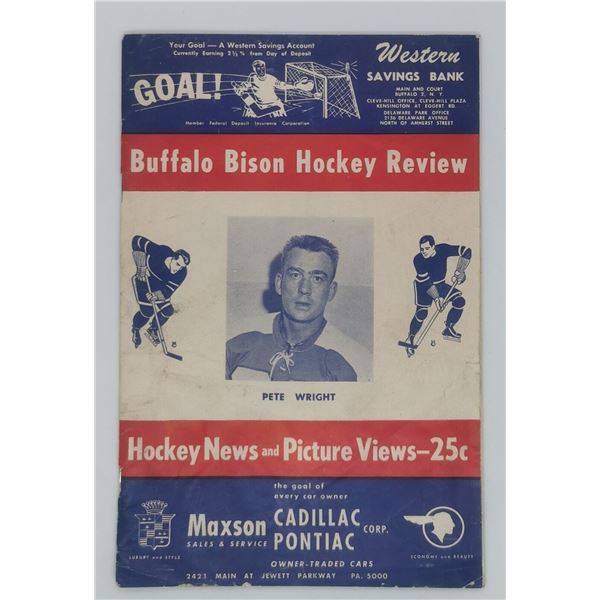 Your Goal — A Western Savings Account
Currently Earning 2½% from Day of Deposit
GOAL!
Member Federal Deposit Insurance Corporation
Western
SAVINGS BANK
MAIN AND COURT
BUFFALO 2, N. Y.
CLEVE-HILL OFFICE, CLEVE-HILL PLAZA
KENSINGTON AT EGGERT RD.
DELAWARE PARK OFFICE
2136 DELAWARE AVENUE
NORTH OF AMHERST STREET
Buffalo Bison Hockey Review
PETE WRIGHT
Hockey News and Picture Views—25c
the goal of
every car owner
Maxson
SALES & SERVICE
CADILLAC
PONTIAC
CORP.
OWNER-TRADED CARS
LUXURY and STYLE
ECONOMY and BEAUTY
2423 MAIN AT JEWETT PARKWAY PA. 5000